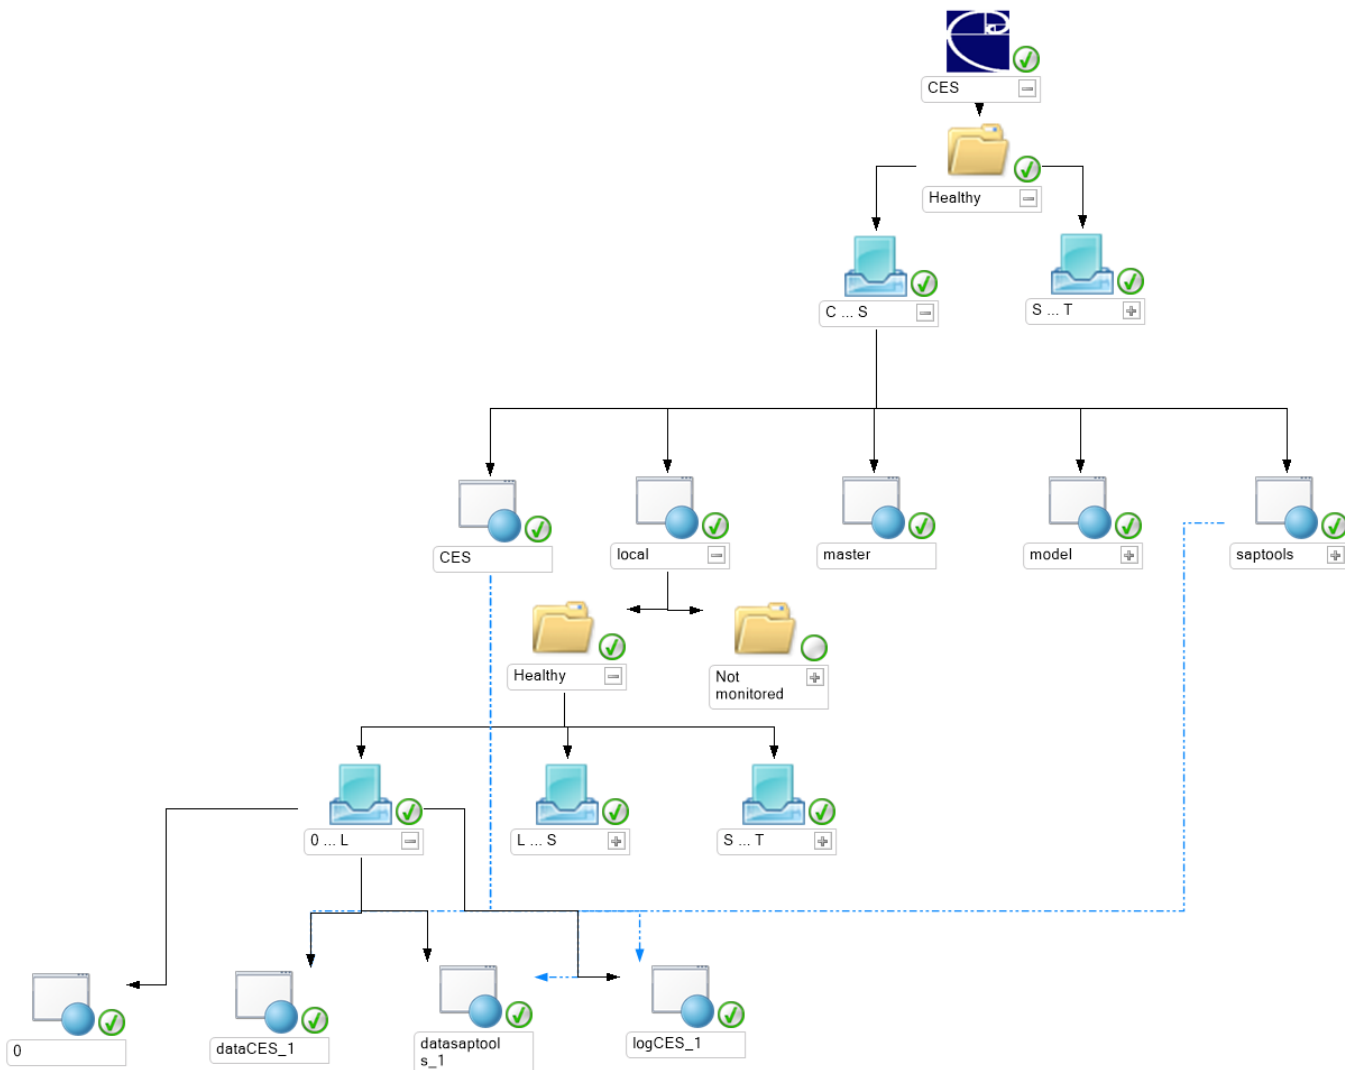 CES
Healthy
C ... S
S ... T
CES
local
master
model
saptools
Healthy
Not
monitored
0 ... L
L ... S
S ... T
0
dataCES_1
datasaptool
s_1
logCES_1